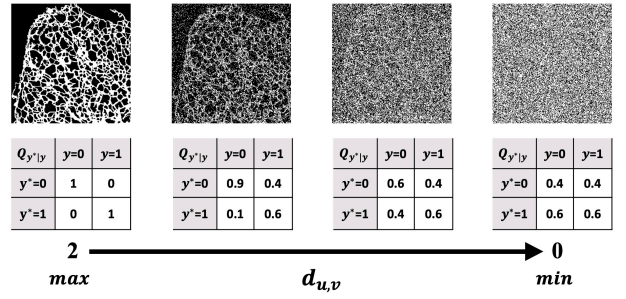 Q_{y*|y} y=0 y=1
y*=0 1 0
y*=1 0 1
Q_{y*|y} y=0 y=1
y*=0 0.9 0.4
y*=1 0.1 0.6
Q_{y*|y} y=0 y=1
y*=0 0.6 0.4
y*=1 0.4 0.6
Q_{y*|y} y=0 y=1
y*=0 0.4 0.4
y*=1 0.6 0.6
2 0
max d_{u,v} min